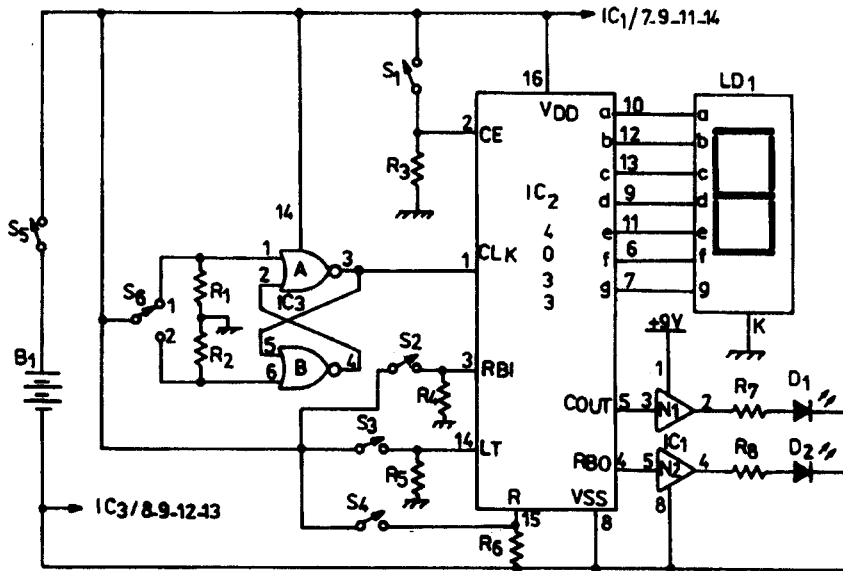 IC1/7-9-11-14
S1
16
LD1
VDD
a 10 a
2 CE
b 12 b
R3
c 13 c
IC2
d 9 d
14
4
e 11 e
S5
1
A
3
1 CLK
0
f 6 f
2
3
S6
1
R1
IC3
3
g 7 g
2
R2
K
5
+9V
B1
6
B
4
S2
3 RBI
1
R4
R7
D1
COUT 5 3 N1 2
S3
14 LT
IC1
R8
D2
R5
RBO 4 5 N2 4
S4
R
VSS
8
IC3/8-9-12-13
15
8
R6